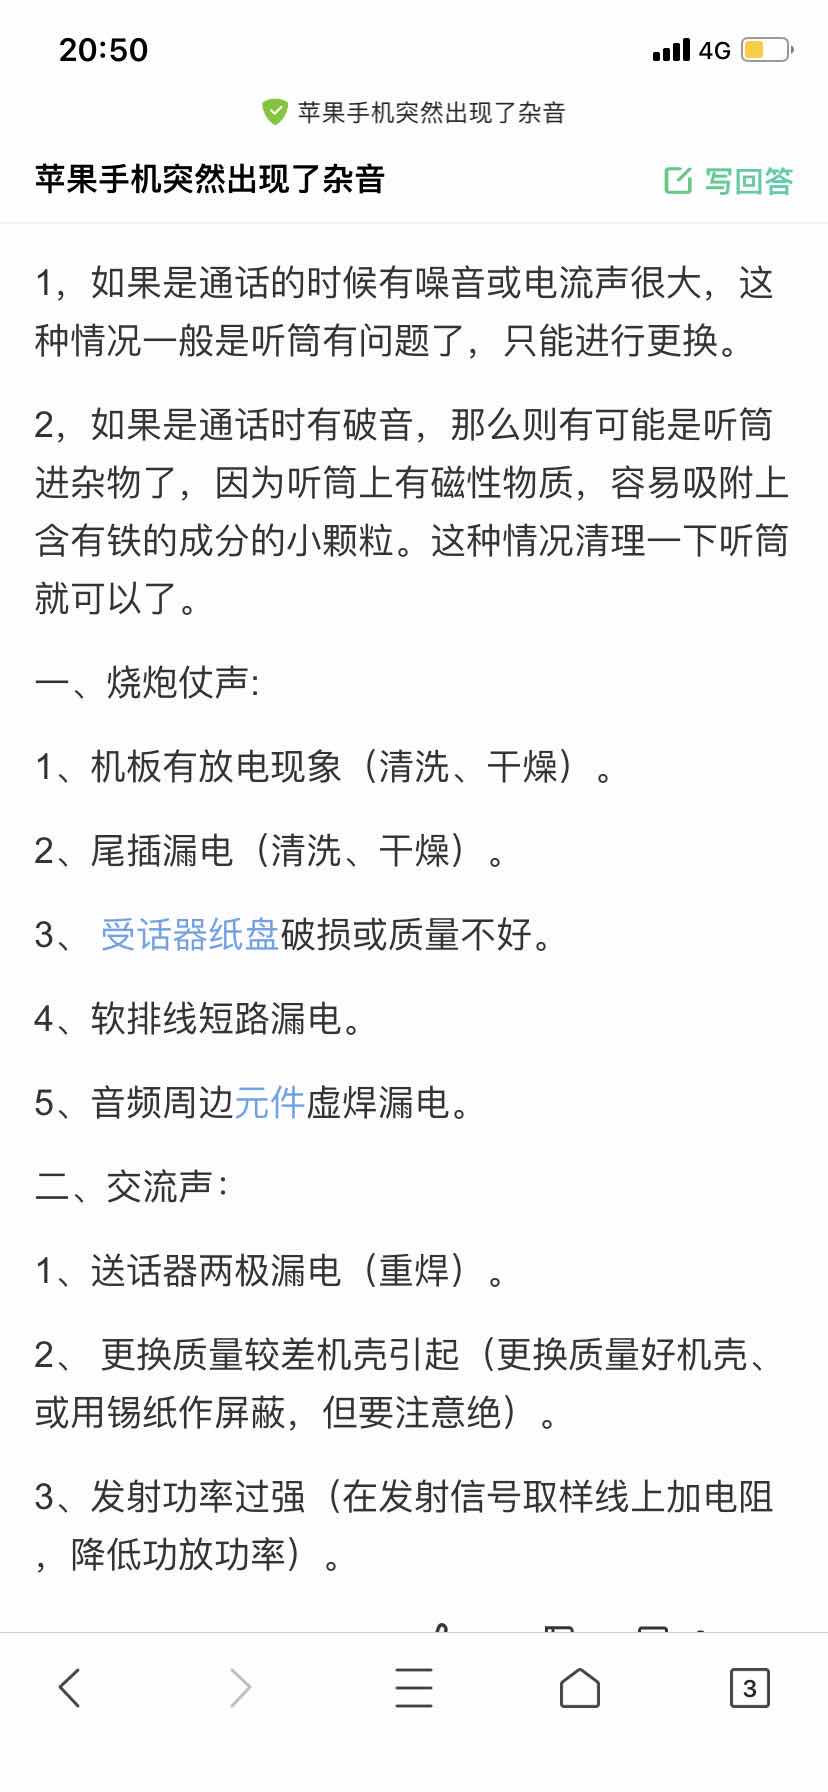 20:50
4G
苹果手机突然出现了杂音
苹果手机突然出现了杂音
写回答
1，如果是通话的时候有噪音或电流声很大，这
种情况一般是听筒有问题了，只能进行更换。
2，如果是通话时有破音，那么则有可能是听筒
进杂物了，因为听筒上有磁性物质，容易吸附上
含有铁的成分的小颗粒。这种情况清理一下听筒
就可以了。
一、烧炮仗声:
1、机板有放电现象（清洗、干燥）。
2、尾插漏电（清洗、干燥）。
3、 受话器纸盘破损或质量不好。
4、软排线短路漏电。
5、音频周边元件虚焊漏电。
二、交流声：
1、送话器两极漏电（重焊）。
2、 更换质量较差机壳引起（更换质量好机壳、
或用锡纸作屏蔽，但要注意绝）。
3、发射功率过强（在发射信号取样线上加电阻
，降低功放功率）。
3